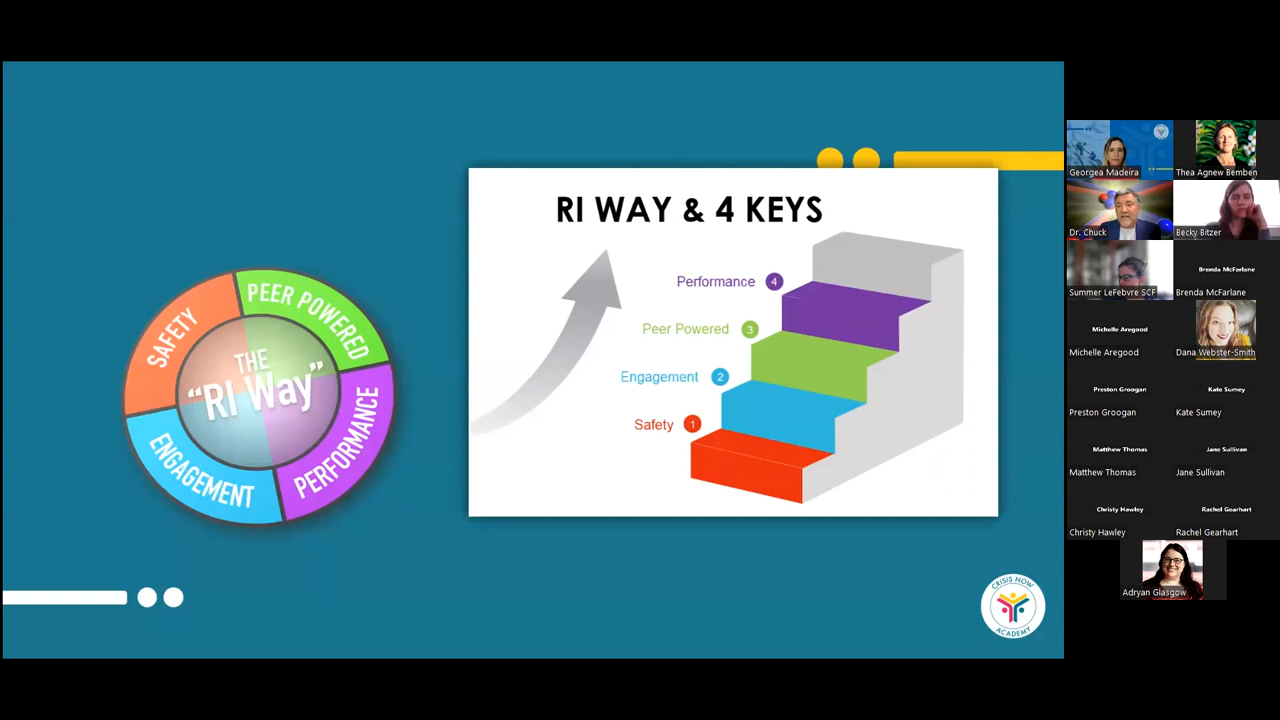 RI WAY & 4 KEYS
Performance 4
Peer Powered 3
Engagement 2
Safety 1
SAFETY
PEER POWERED
THE
"RI Way"
ENGAGEMENT
PERFORMANCE
CRISIS NOW
ACADEMY
Georgea Madeira
Thea Agnew Bemben
Dr. Chuck
Becky Bitzer
Summer LeFebvre SCF
Brenda McFarlane
Brenda McFarlane
Michelle Aregood
Michelle Aregood
Dana Webster-Smith
Preston Groogan
Preston Groogan
Kate Sumey
Kate Sumey
Matthew Thomas
Matthew Thomas
Jane Sullivan
Jane Sullivan
Christy Hawley
Christy Hawley
Rachel Gearhart
Rachel Gearhart
Adryan Glasgow